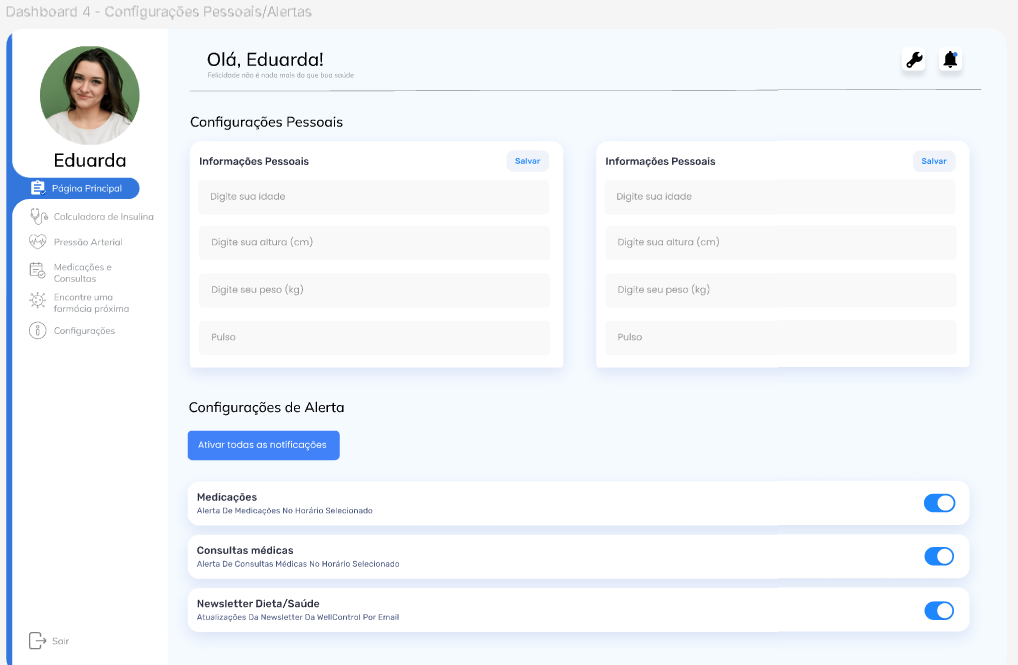 Dashboard 4 - Configurações Pessoais/Alertas
Olá, Eduarda!
Felicidade não é nada mais do que boa saúde
Eduarda
Página Principal
Calculadora de Insulina
Pressão Arterial
Medicações e
Consultas
Encontre uma
formácia próxima
Configurações
Sair
Configurações Pessoais
Informações Pessoais
Salvar
Digite sua idade
Digite sua altura (cm)
Digite seu peso (kg)
Pulso
Informações Pessoais
Salvar
Digite sua idade
Digite sua altura (cm)
Digite seu peso (kg)
Pulso
Configurações de Alerta
Ativar todas as notificações
Medicações
Alerta De Medicações No Horário Selecionado
Consultas médicas
Alerta De Consultas Médicas No Horário Selecionado
Newsletter Dieta/Saúde
Atualizações Da Newsletter Da WellControl Por Email